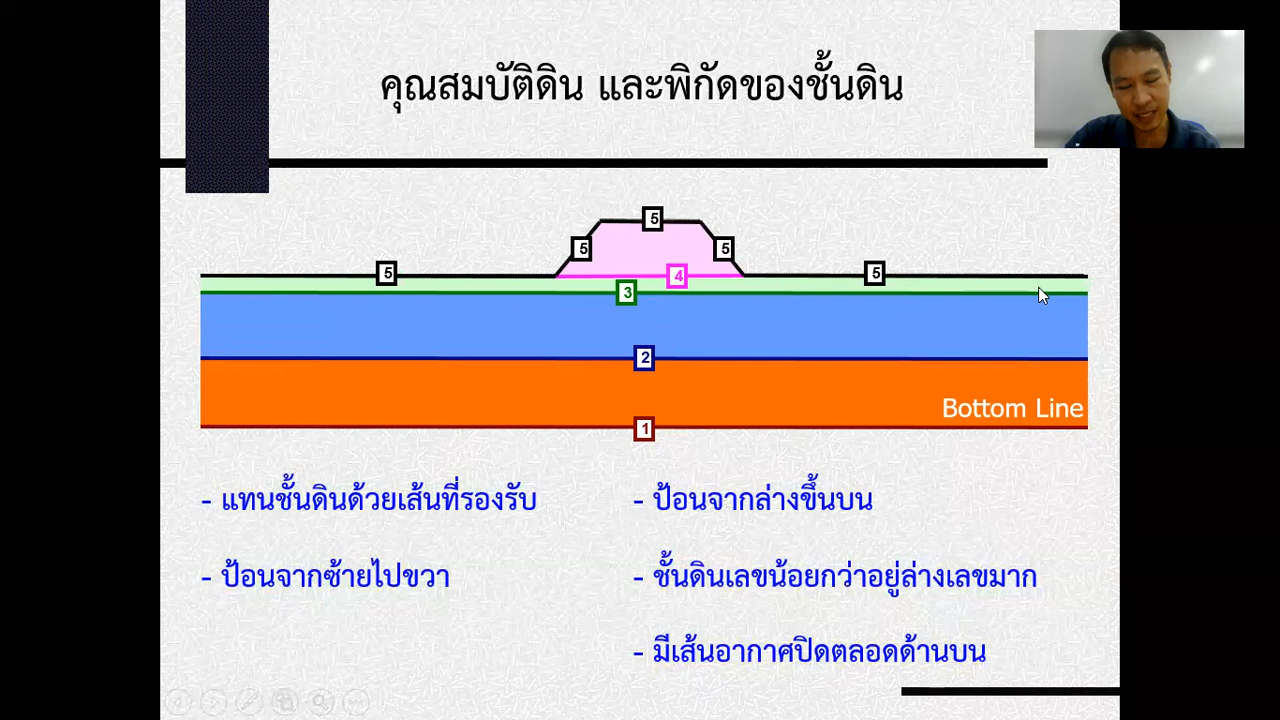 คุณสมบัติดิน และพิกัดของชั้นดิน
5
5
5
5
5
4
3
2
Bottom Line
1
- แทนชั้นดินด้วยเส้นที่รองรับ
- ป้อนจากล่างขึ้นบน
- ป้อนจากซ้ายไปขวา
- ชั้นดินเลขน้อยกว่าอยู่ล่างเลขมาก
- มีเส้นอากาศปิดตลอดด้านบน